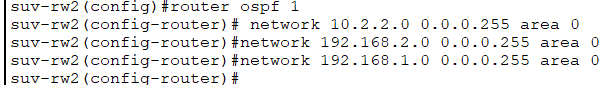 suv-rw2(config)#router ospf 1
suv-rw2(config-router)# network 10.2.2.0 0.0.0.255 area 0
suv-rw2(config-router)#network 192.168.2.0 0.0.0.255 area 0
suv-rw2(config-router)#network 192.168.1.0 0.0.0.255 area 0
suv-rw2(config-router)#